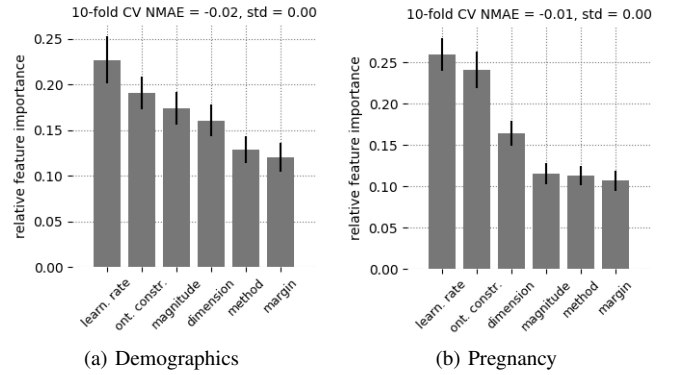 10-fold CV NMAE = -0.02, std = 0.00
relative feature importance
0.25
0.20
0.15
0.10
0.05
0.00
learn. rate
ont. constr.
magnitude
dimension
method
margin
(a) Demographics
10-fold CV NMAE = -0.01, std = 0.00
relative feature importance
0.25
0.20
0.15
0.10
0.05
0.00
learn. rate
ont. constr.
dimension
magnitude
method
margin
(b) Pregnancy